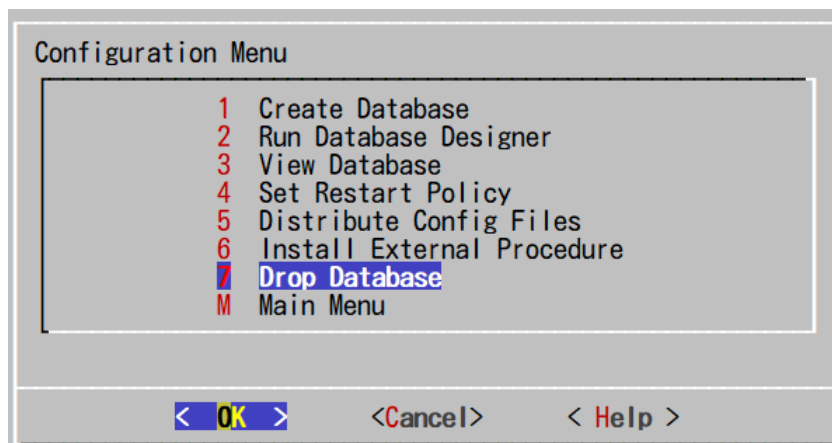 Configuration Menu
1 Create Database
2 Run Database Designer
3 View Database
4 Set Restart Policy
5 Distribute Config Files
6 Install External Procedure
7 Drop Database
M Main Menu
< OK > <Cancel> < Help >